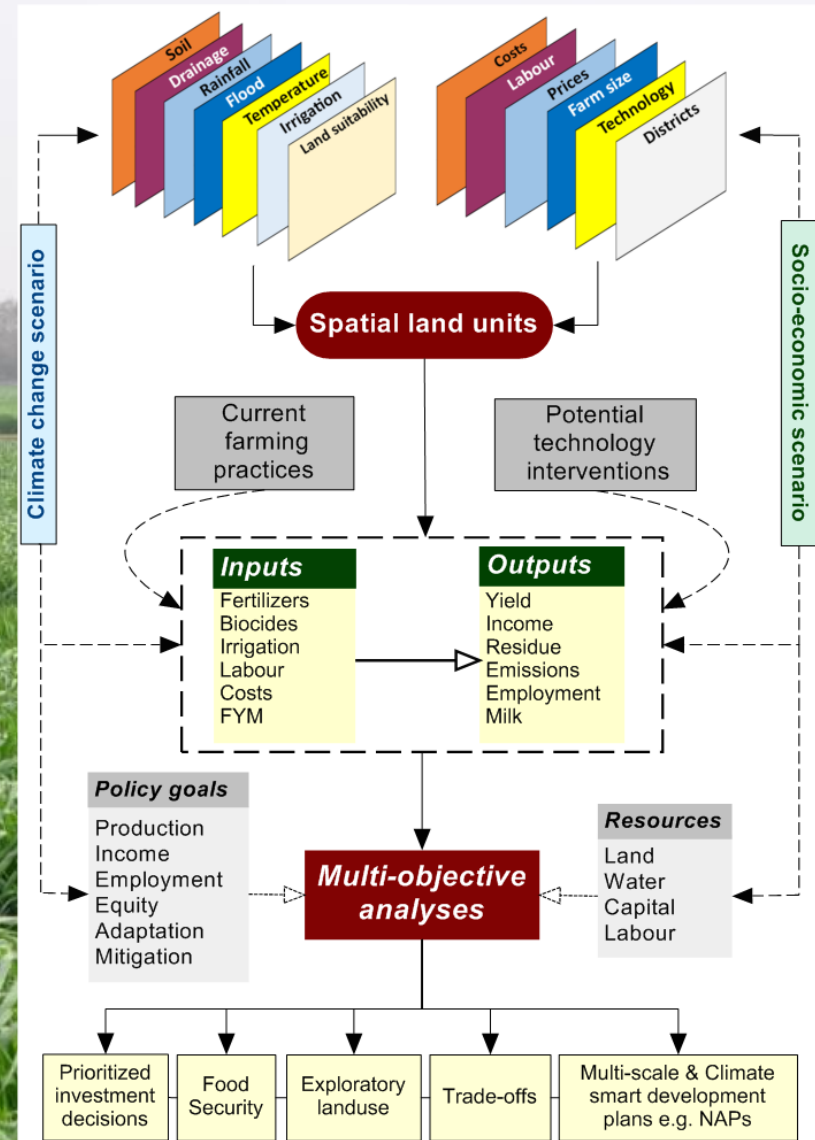 Soil
Drainage
Rainfall
Flood
Temperature
Irrigation
Land suitability
Costs
Labour
Prices
Farm size
Technology
Districts
Climate change scenario
Socio-economic scenario
Spatial land units
Current
farming
practices
Potential
technology
interventions
Inputs
Fertilizers
Biocides
Irrigation
Labour
Costs
FYM
Outputs
Yield
Income
Residue
Emissions
Employment
Milk
Policy goals
Production
Income
Employment
Equity
Adaptation
Mitigation
Multi-objective
analyses
Resources
Land
Water
Capital
Labour
Prioritized
investment
decisions
Food
Security
Exploratory
landuse
Trade-offs
Multi-scale & Climate
smart development
plans e.g. NAPs